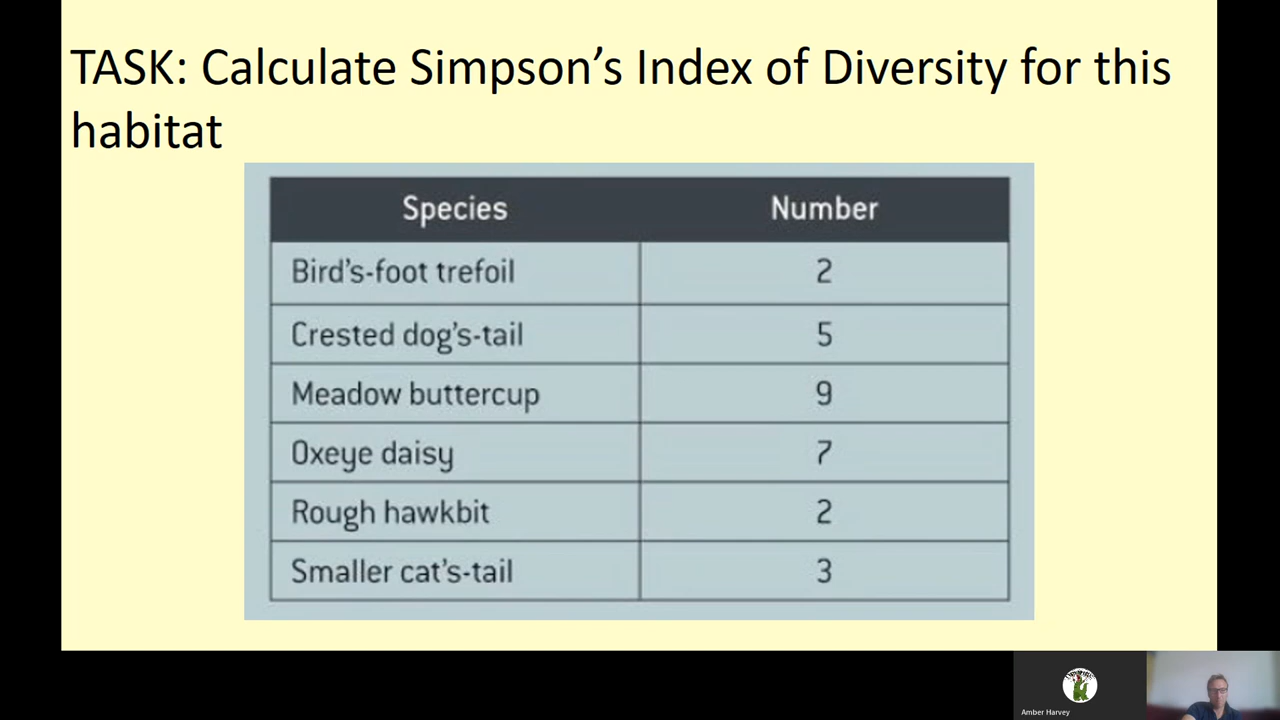 TASK: Calculate Simpson’s Index of Diversity for this
habitat
Species Number
Bird’s-foot trefoil 2
Crested dog’s-tail 5
Meadow buttercup 9
Oxeye daisy 7
Rough hawkbit 2
Smaller cat’s-tail 3
Amber Harvey